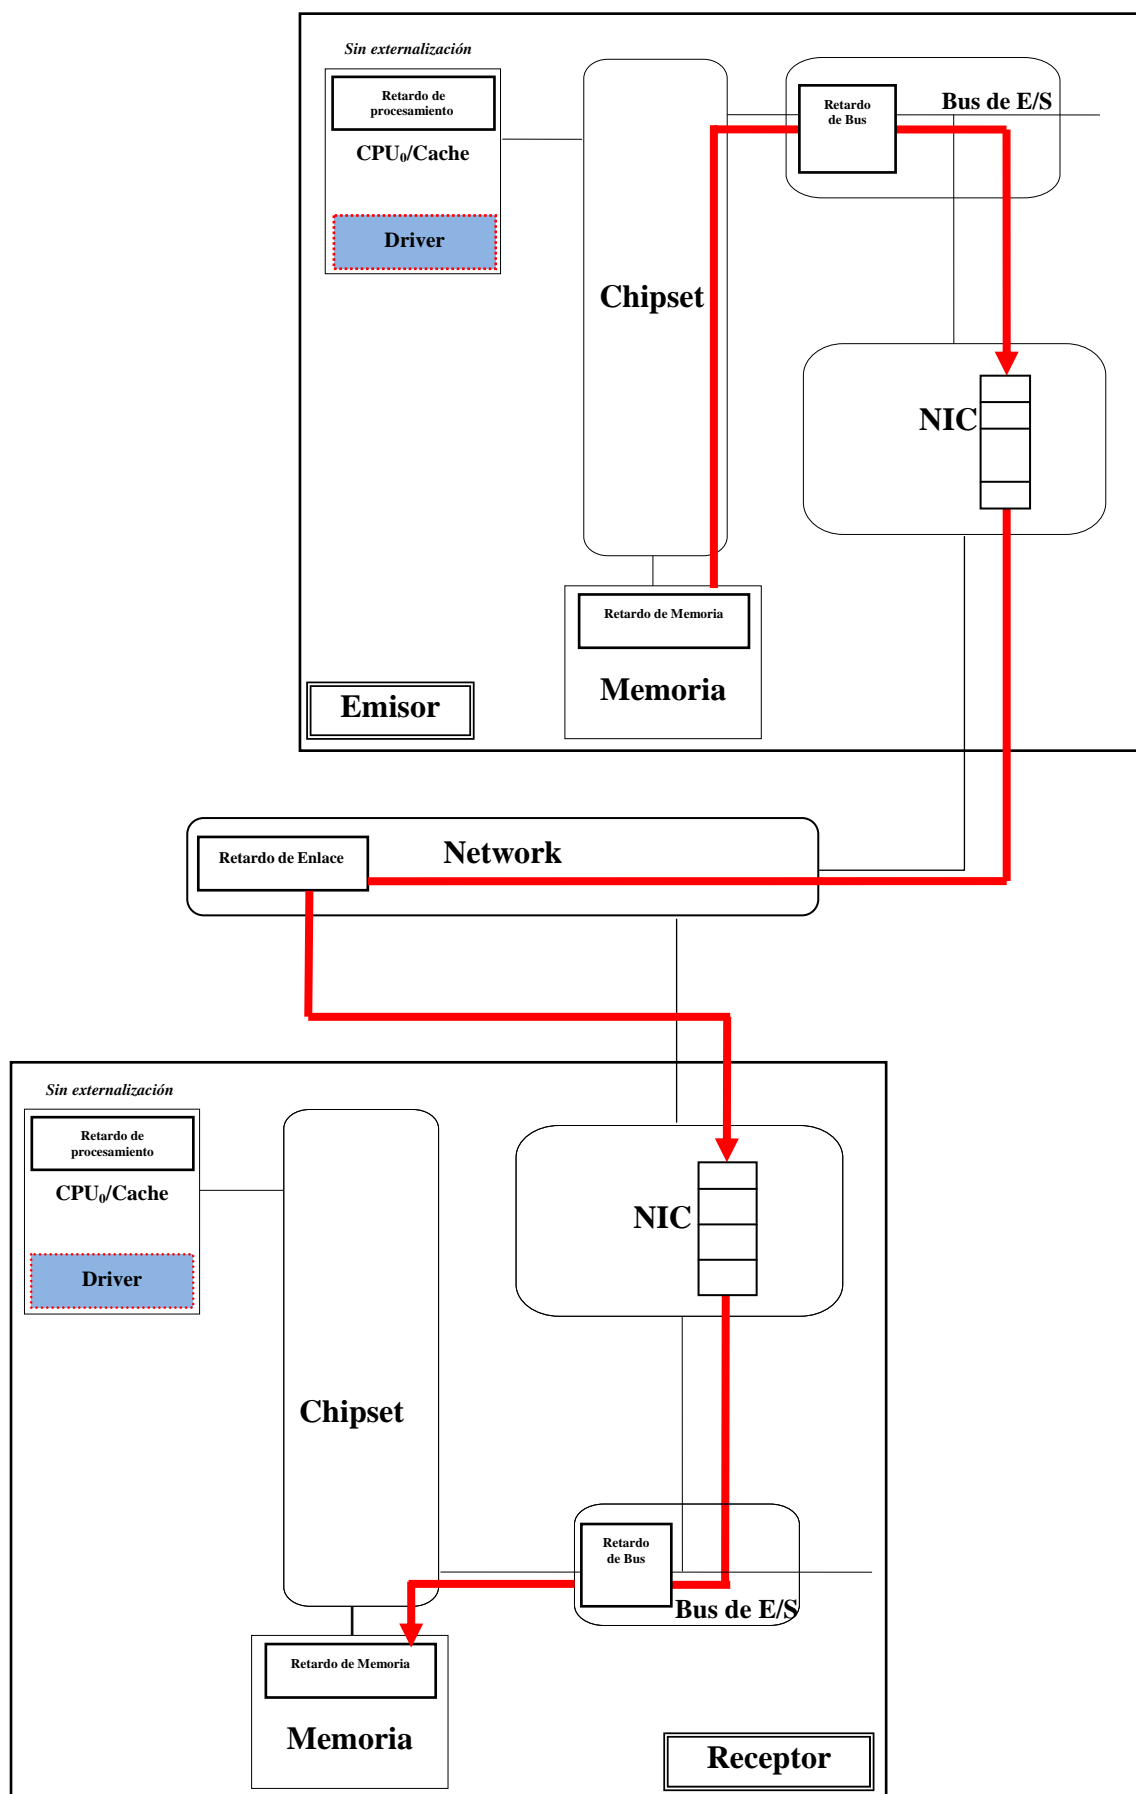 Sin externalización
Retardo de
procesamiento
CPU₀/Cache
Driver
Chipset
Retardo
de Bus
Bus de E/S
NIC
Retardo de Memoria
Memoria
Emisor
Retardo de Enlace
Network
Sin externalización
Retardo de
procesamiento
CPU₀/Cache
Driver
Chipset
NIC
Retardo
de Bus
Bus de E/S
Retardo de Memoria
Memoria
Receptor